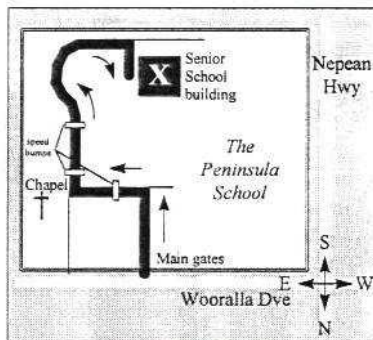 X
Senior
School
building
Nepean
Hwy
speed
bumps
The
Peninsula
School
Chapel
Main gates
S
E W
Wooralla Dve
N